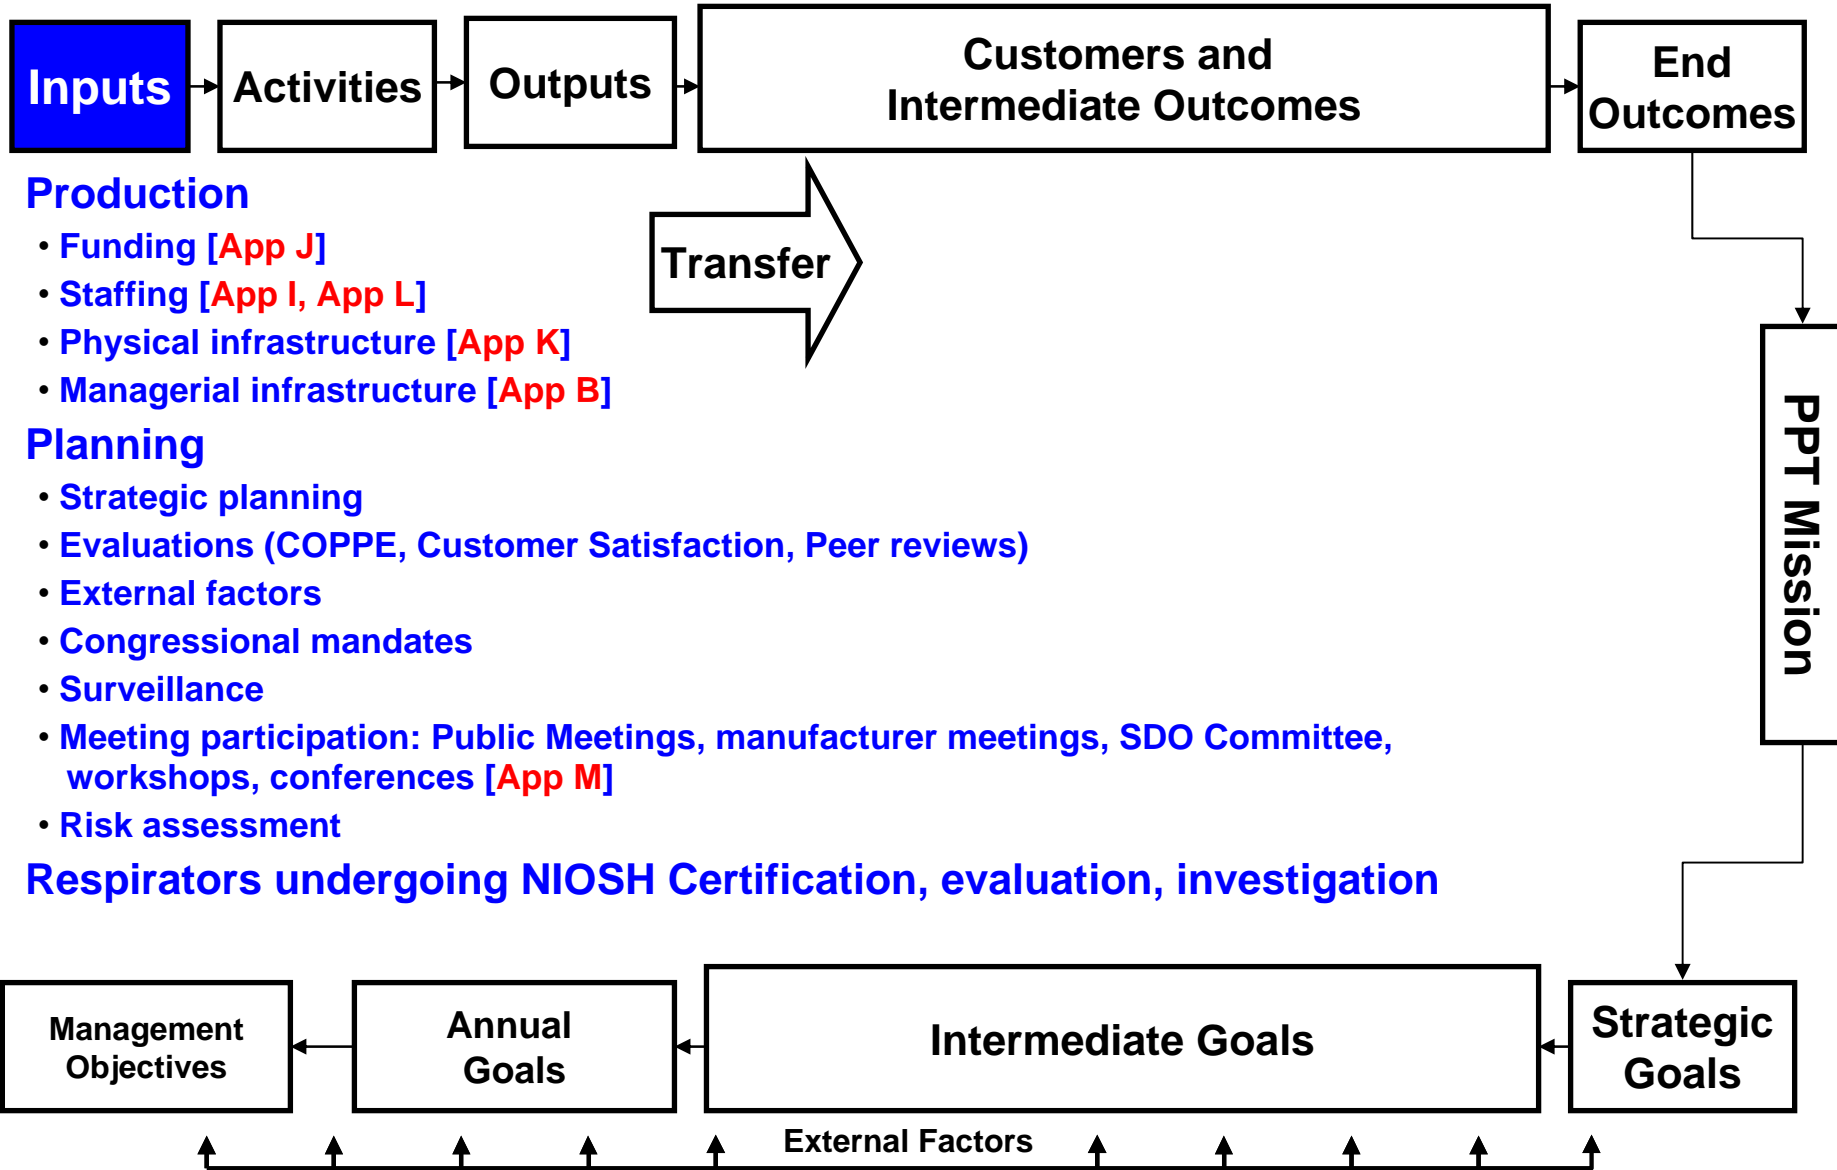 Inputs
Activities
Outputs
Customers and
Intermediate Outcomes
End
Outcomes
Production
• Funding [App J]
• Staffing [App I, App L]
• Physical infrastructure [App K]
• Managerial infrastructure [App B]
Transfer
Planning
• Strategic planning
• Evaluations (COPPE, Customer Satisfaction, Peer reviews)
• External factors
• Congressional mandates
• Surveillance
• Meeting participation: Public Meetings, manufacturer meetings, SDO Committee,
workshops, conferences [App M]
• Risk assessment
Respirators undergoing NIOSH Certification, evaluation, investigation
PPT Mission
Management
Objectives
Annual
Goals
Intermediate Goals
Strategic
Goals
External Factors